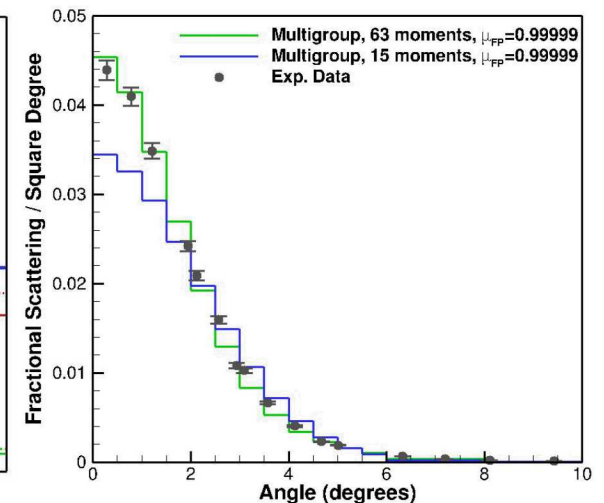 0.05
Multigroup, 63 moments, μFP=0.99999
Multigroup, 15 moments, μFP=0.99999
Exp. Data
0.04
0.03
0.02
0.01
0
Fractional Scattering / Square Degree
0 2 4 6 8 10
Angle (degrees)